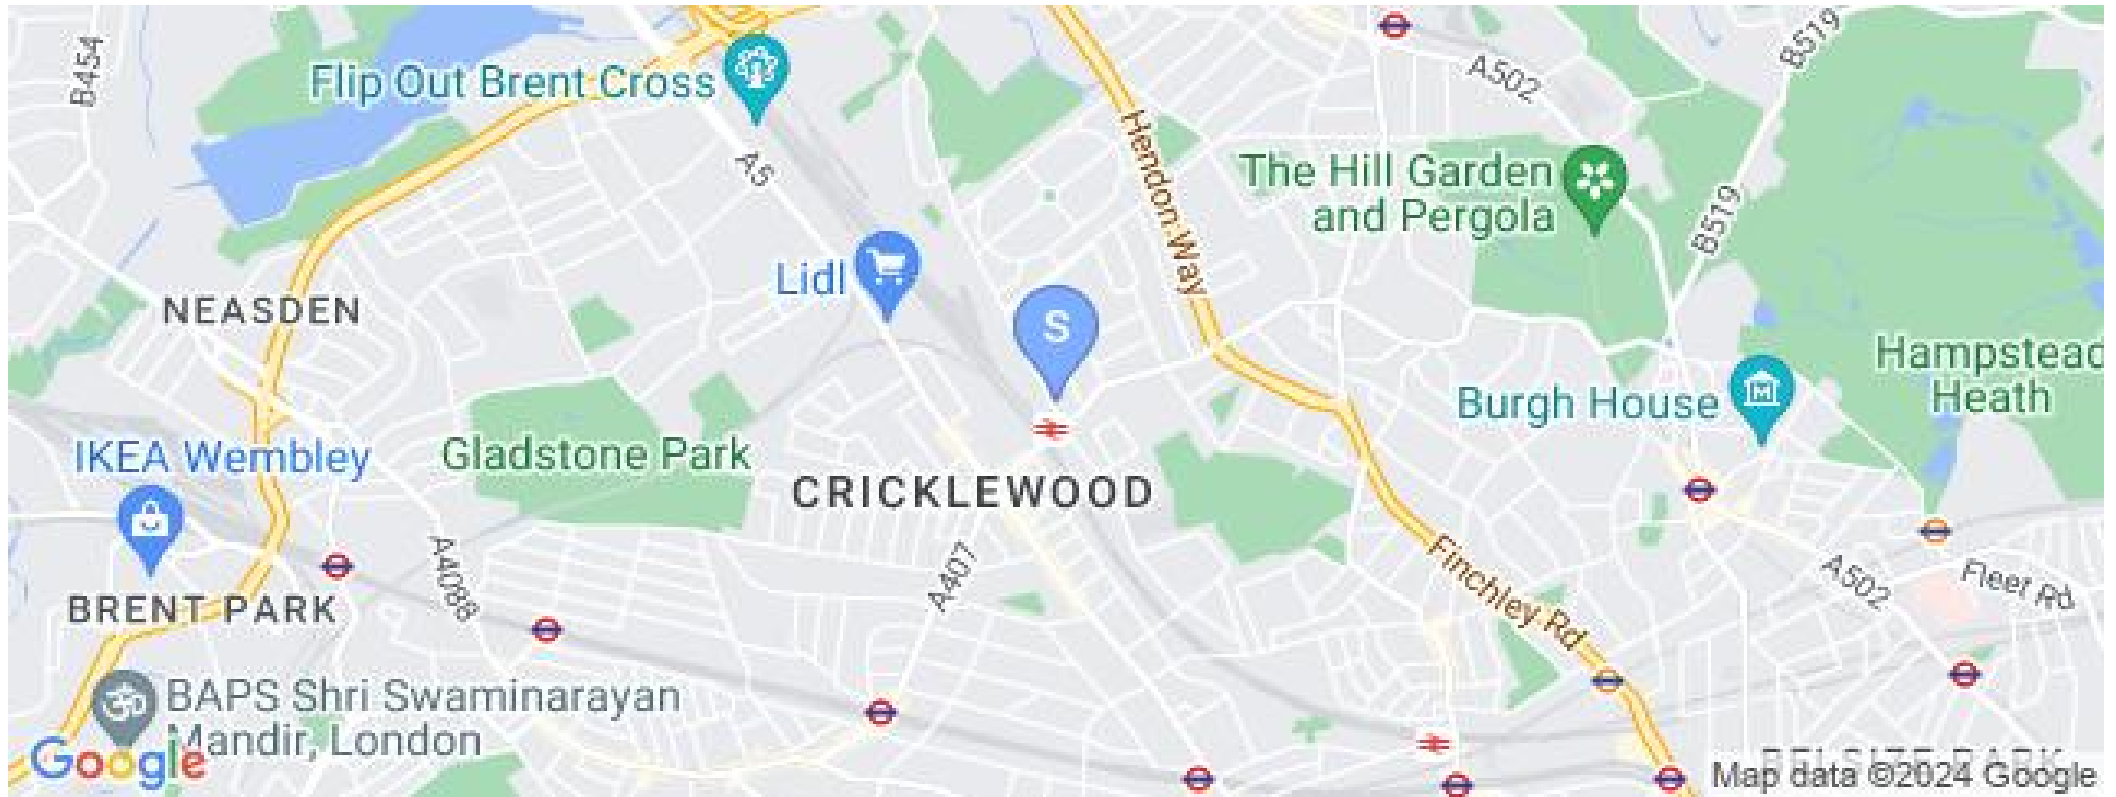 B454
Flip Out Brent Cross
A5
Hendon Way
A502
B519
The Hill Garden
and Pergola
B519
Lidl
NEASDEN
S
Hampstead
Heath
Burgh House
M
IKEA Wembley
Gladstone Park
CRICKLEWOOD
A4088
A407
Finchley Rd
A502
Fleet Rd
BRENT PARK
BAPS Shri Swaminarayan
Mandir, London
Google
BELSIZE PARK
Map data ©2024 Google